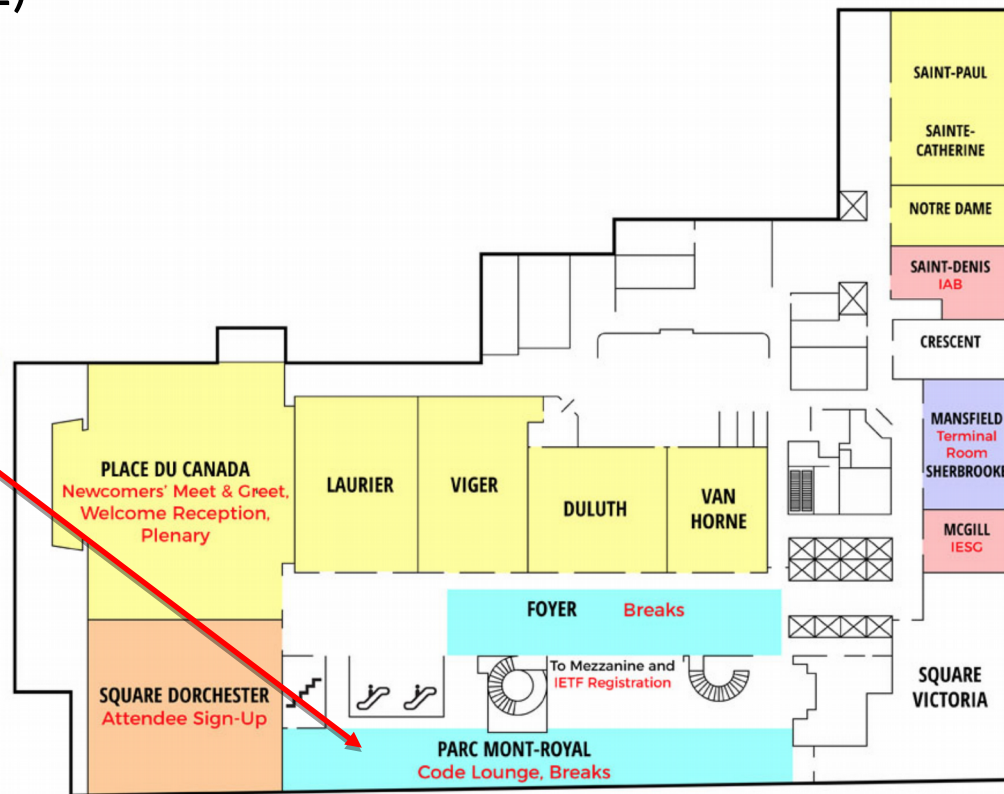 SAINT-PAUL
SAINTE-
CATHERINE
NOTRE DAME
SAINT-DENIS
IAB
CRESCENT
MANSFIELD
Terminal
Room
SHERBROOKE
MCGILL
IESG
PLACE DU CANADA
Newcomers' Meet & Greet,
Welcome Reception,
Plenary
LAURIER
VIGER
DULUTH
VAN
HORNE
FOYER Breaks
To Mezzanine and
IETF Registration
SQUARE
VICTORIA
SQUARE DORCHESTER
Attendee Sign-Up
PARC MONT-ROYAL
Code Lounge, Breaks